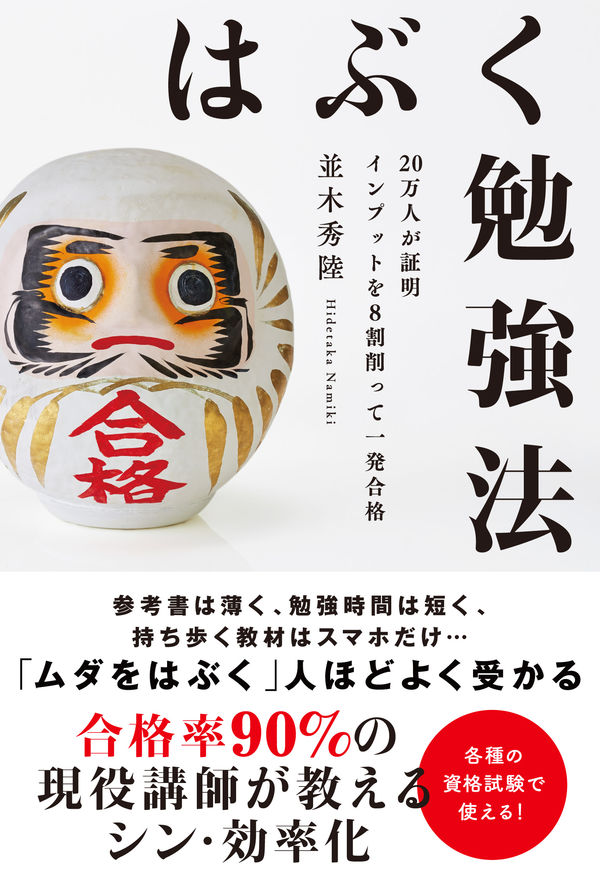 はぶく
勉強法
20万人が証明
インプットを8割削って一発合格
並木秀陸
Hidetaka Namiki
合格
参考書は薄く、勉強時間は短く、
持ち歩く教材はスマホだけ…
「ムダをはぶく」人ほどよく受かる
合格率90%の
現役講師が教える
シン・効率化
各種の
資格試験で
使える!